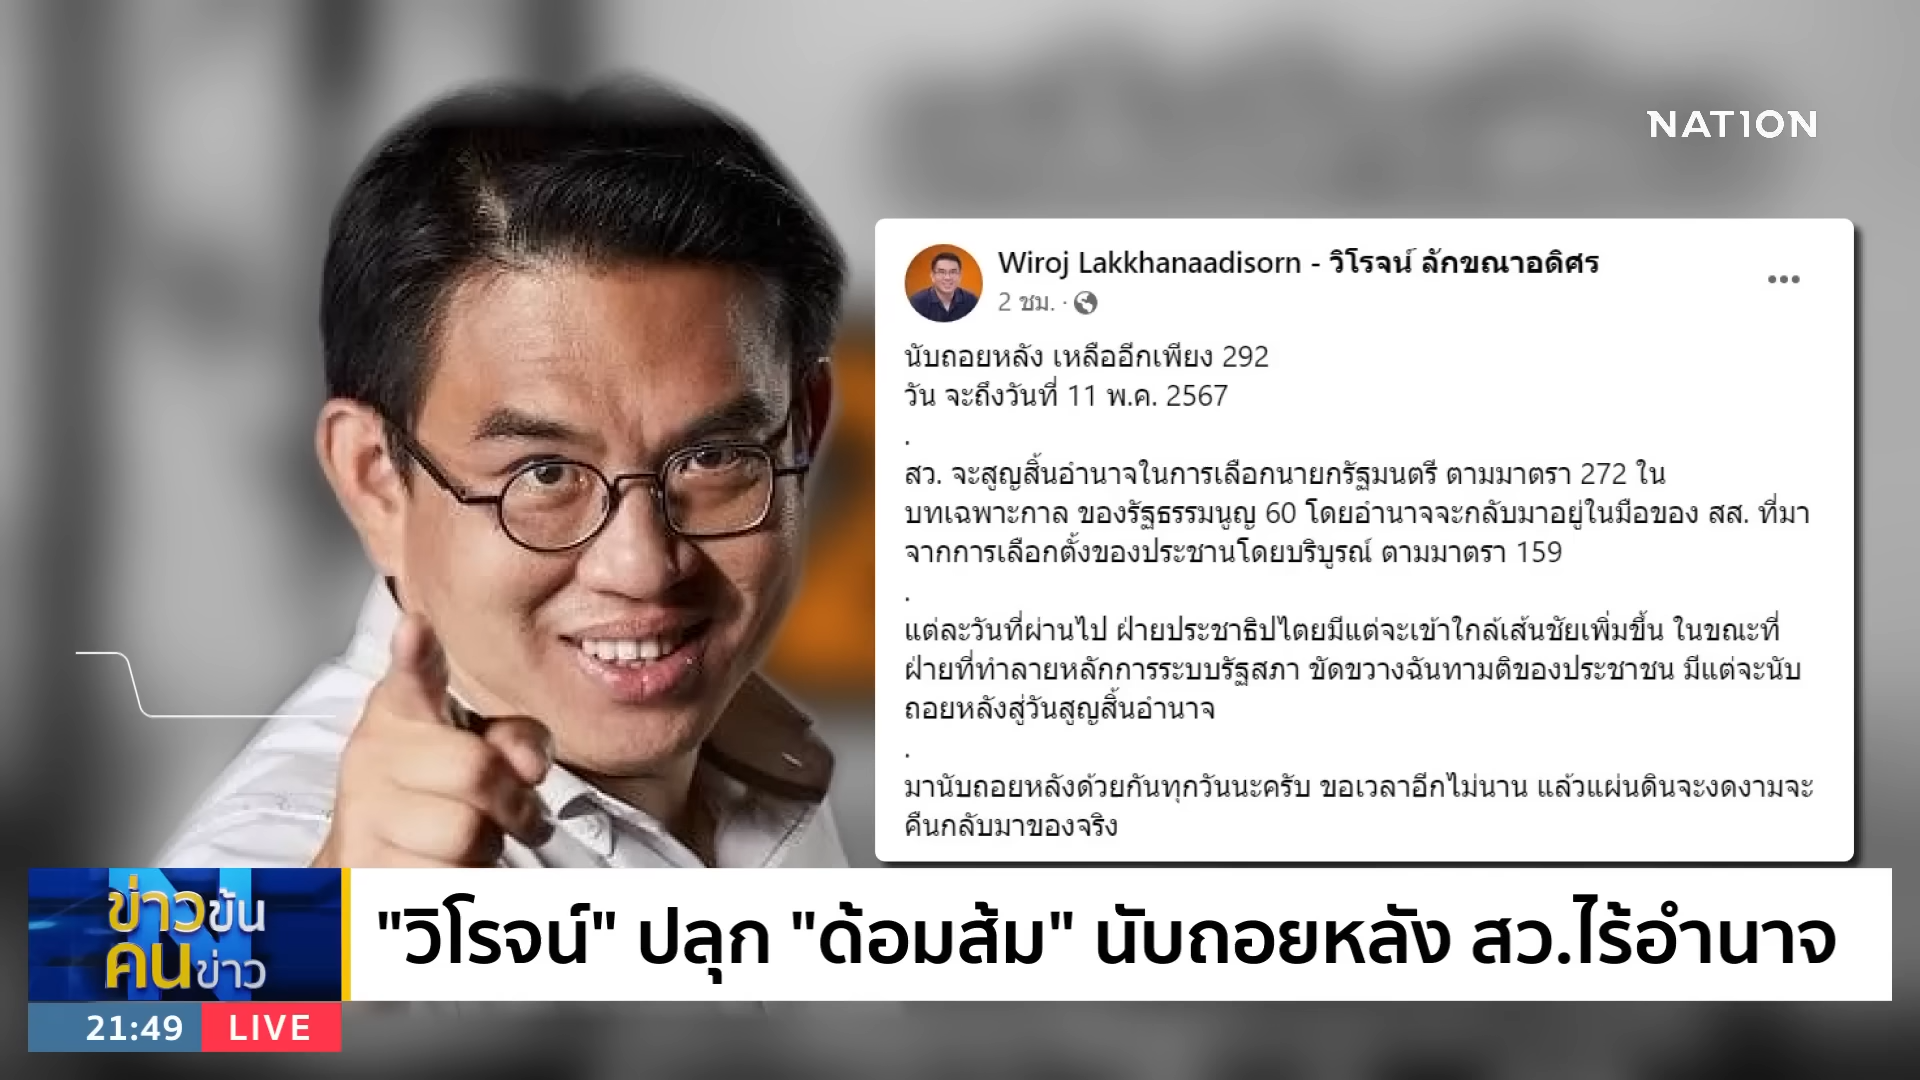 NATION
Wiroj Lakkhanaadisorn - วิโรจน์ ลักขณาอดิศร
2 ชม. ·
นับถอยหลัง เหลืออีกเพียง 292
วัน จะถึงวันที่ 11 พ.ค. 2567
.
สว. จะสูญสิ้นอำนาจในการเลือกนายกรัฐมนตรี ตามมาตรา 272 ใน
บทเฉพาะกาล ของรัฐธรรมนูญ 60 โดยอำนาจจะกลับมาอยู่ในมือของ สส. ที่มา
จากการเลือกตั้งของประชานโดยบริบูรณ์ ตามมาตรา 159
.
แต่ละวันที่ผ่านไป ฝ่ายประชาธิปไตยมีแต่จะเข้าใกล้เส้นชัยเพิ่มขึ้น ในขณะที่
ฝ่ายที่ทำลายหลักการระบบรัฐสภา ขัดขวางฉันทามติของประชาชน มีแต่จะนับ
ถอยหลังสู่วันสูญสิ้นอำนาจ
.
มานับถอยหลังด้วยกันทุกวันนะครับ ขอเวลาอีกไม่นาน แล้วแผ่นดินจะงดงามจะ
คืนกลับมาของจริง
ข่าวข้น
คนข่าว
"วิโรจน์" ปลุก "ด้อมส้ม" นับถอยหลัง สว.ไร้อำนาจ
21:49 LIVE